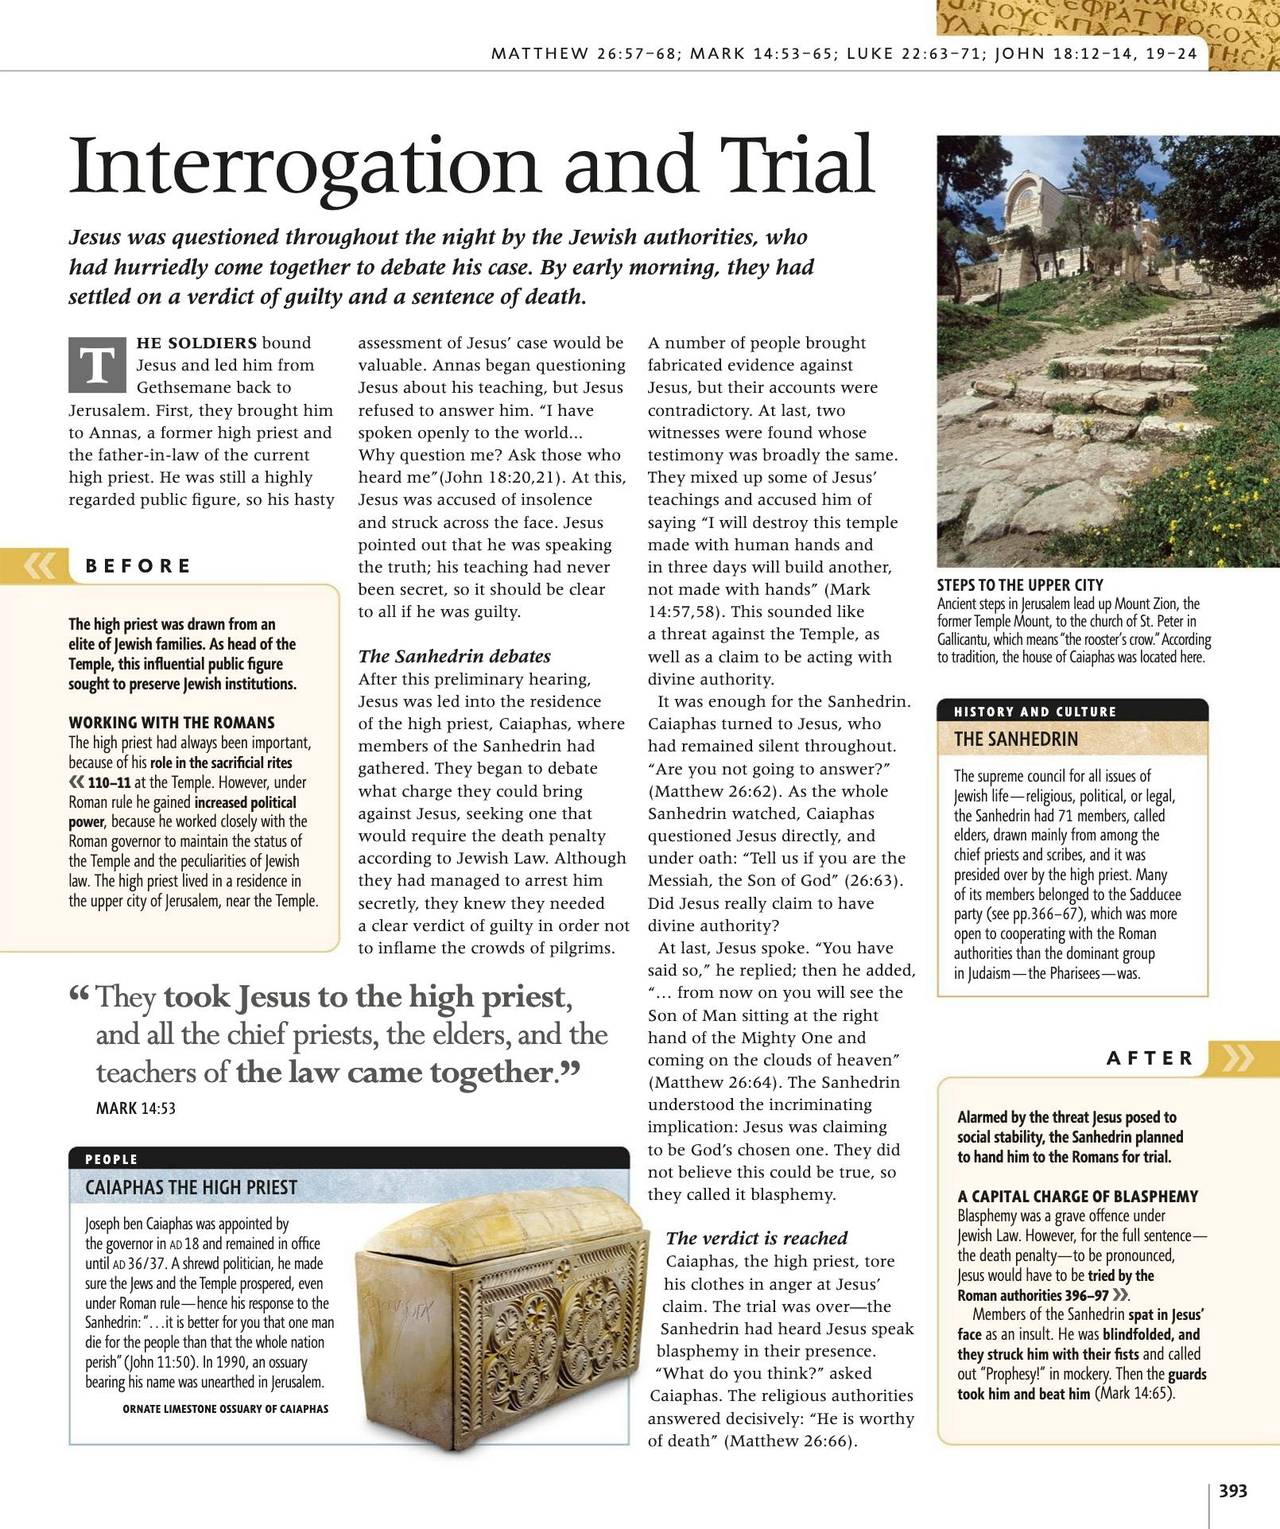 MATTHEW 26:57–68; MARK 14:53–65; LUKE 22:63–71; JOHN 18:12–14, 19–24
Interrogation and Trial
Jesus was questioned throughout the night by the Jewish authorities, who
had hurriedly come together to debate his case. By early morning, they had
settled on a verdict of guilty and a sentence of death.
THE SOLDIERS bound
Jesus and led him from
Gethsemane back to
Jerusalem. First, they brought him
to Annas, a former high priest and
the father-in-law of the current
high priest. He was still a highly
regarded public figure, so his hasty
assessment of Jesus’ case would be
valuable. Annas began questioning
Jesus about his teaching, but Jesus
refused to answer him. “I have
spoken openly to the world...
Why question me? Ask those who
heard me”(John 18:20,21). At this,
Jesus was accused of insolence
and struck across the face. Jesus
pointed out that he was speaking
the truth; his teaching had never
been secret, so it should be clear
to all if he was guilty.
The Sanhedrin debates
After this preliminary hearing,
Jesus was led into the residence
of the high priest, Caiaphas, where
members of the Sanhedrin had
gathered. They began to debate
what charge they could bring
against Jesus, seeking one that
would require the death penalty
according to Jewish Law. Although
they had managed to arrest him
secretly, they knew they needed
a clear verdict of guilty in order not
to inflame the crowds of pilgrims.
A number of people brought
fabricated evidence against
Jesus, but their accounts were
contradictory. At last, two
witnesses were found whose
testimony was broadly the same.
They mixed up some of Jesus’
teachings and accused him of
saying “I will destroy this temple
made with human hands and
in three days will build another,
not made with hands” (Mark
14:57,58). This sounded like
a threat against the Temple, as
well as a claim to be acting with
divine authority.
It was enough for the Sanhedrin.
Caiaphas turned to Jesus, who
had remained silent throughout.
“Are you not going to answer?”
(Matthew 26:62). As the whole
Sanhedrin watched, Caiaphas
questioned Jesus directly, and
under oath: “Tell us if you are the
Messiah, the Son of God” (26:63).
Did Jesus really claim to have
divine authority?
At last, Jesus spoke. “You have
said so,” he replied; then he added,
“... from now on you will see the
Son of Man sitting at the right
hand of the Mighty One and
coming on the clouds of heaven”
(Matthew 26:64). The Sanhedrin
understood the incriminating
implication: Jesus was claiming
to be God’s chosen one. They did
not believe this could be true, so
they called it blasphemy.
The verdict is reached
Caiaphas, the high priest, tore
his clothes in anger at Jesus’
claim. The trial was over—the
Sanhedrin had heard Jesus speak
blasphemy in their presence.
“What do you think?” asked
Caiaphas. The religious authorities
answered decisively: “He is worthy
of death” (Matthew 26:66).
« BEFORE
The high priest was drawn from an
elite of Jewish families. As head of the
Temple, this influential public figure
sought to preserve Jewish institutions.
WORKING WITH THE ROMANS
The high priest had always been important,
because of his role in the sacrificial rites
« 110–11 at the Temple. However, under
Roman rule he gained increased political
power, because he worked closely with the
Roman governor to maintain the status of
the Temple and the peculiarities of Jewish
law. The high priest lived in a residence in
the upper city of Jerusalem, near the Temple.
“They took Jesus to the high priest,
and all the chief priests, the elders, and the
teachers of the law came together.”
MARK 14:53
PEOPLE
CAIAPHAS THE HIGH PRIEST
Joseph ben Caiaphas was appointed by
the governor in AD 18 and remained in office
until AD 36/37. A shrewd politician, he made
sure the Jews and the Temple prospered, even
under Roman rule—hence his response to the
Sanhedrin: “...it is better for you that one man
die for the people than that the whole nation
perish” (John 11:50). In 1990, an ossuary
bearing his name was unearthed in Jerusalem.
ORNATE LIMESTONE OSSUARY OF CAIAPHAS
STEPS TO THE UPPER CITY
Ancient steps in Jerusalem lead up Mount Zion, the
former Temple Mount, to the church of St. Peter in
Gallicantu, which means “the rooster’s crow.” According
to tradition, the house of Caiaphas was located here.
HISTORY AND CULTURE
THE SANHEDRIN
The supreme council for all issues of
Jewish life—religious, political, or legal,
the Sanhedrin had 71 members, called
elders, drawn mainly from among the
chief priests and scribes, and it was
presided over by the high priest. Many
of its members belonged to the Sadducee
party (see pp.366–67), which was more
open to cooperating with the Roman
authorities than the dominant group
in Judaism—the Pharisees—was.
AFTER »
Alarmed by the threat Jesus posed to
social stability, the Sanhedrin planned
to hand him to the Romans for trial.
A CAPITAL CHARGE OF BLASPHEMY
Blasphemy was a grave offence under
Jewish Law. However, for the full sentence—
the death penalty—to be pronounced,
Jesus would have to be tried by the
Roman authorities 396–97 ».
Members of the Sanhedrin spat in Jesus’
face as an insult. He was blindfolded, and
they struck him with their fists and called
out “Prophesy!” in mockery. Then the guards
took him and beat him (Mark 14:65).
393